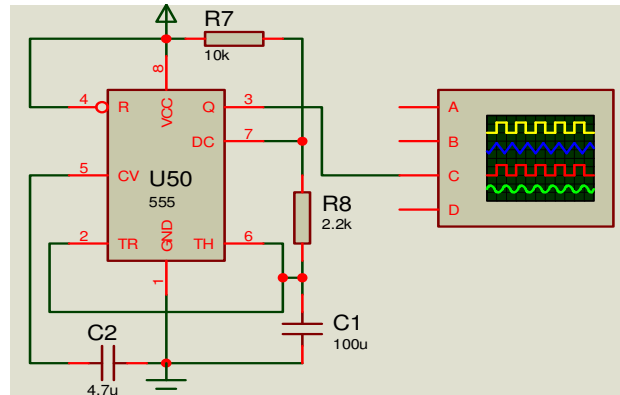 R7
10k
8
4
R
VCC
Q
3
A
DC
7
B
5
CV
U50
555
C
R8
2.2k
D
2
TR
GND
TH
6
1
C1
100u
C2
4.7u